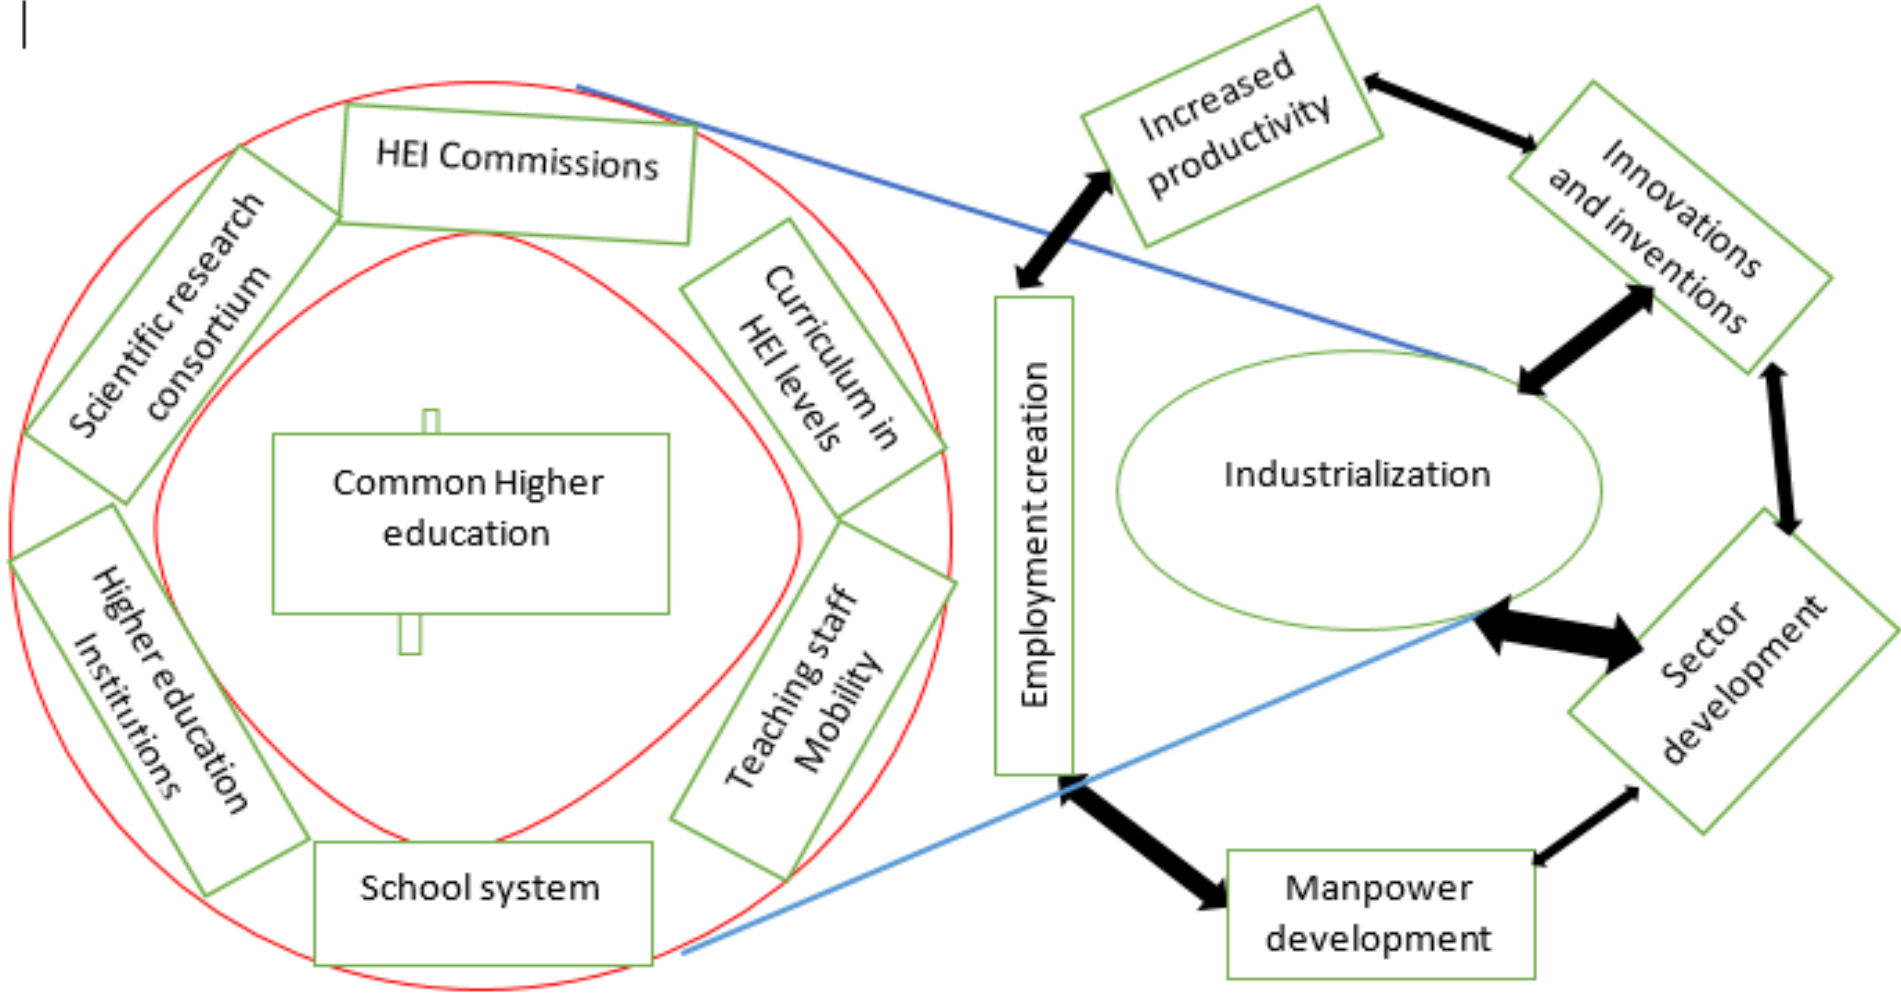 HEI Commissions
Scientific research
consortium
Curriculum in
HEI levels
Common Higher
education
Higher education
Institutions
Teaching staff
Mobility
School system
Increased
productivity
Innovations
and inventions
Employment creation
Industrialization
Sector
development
Manpower
development